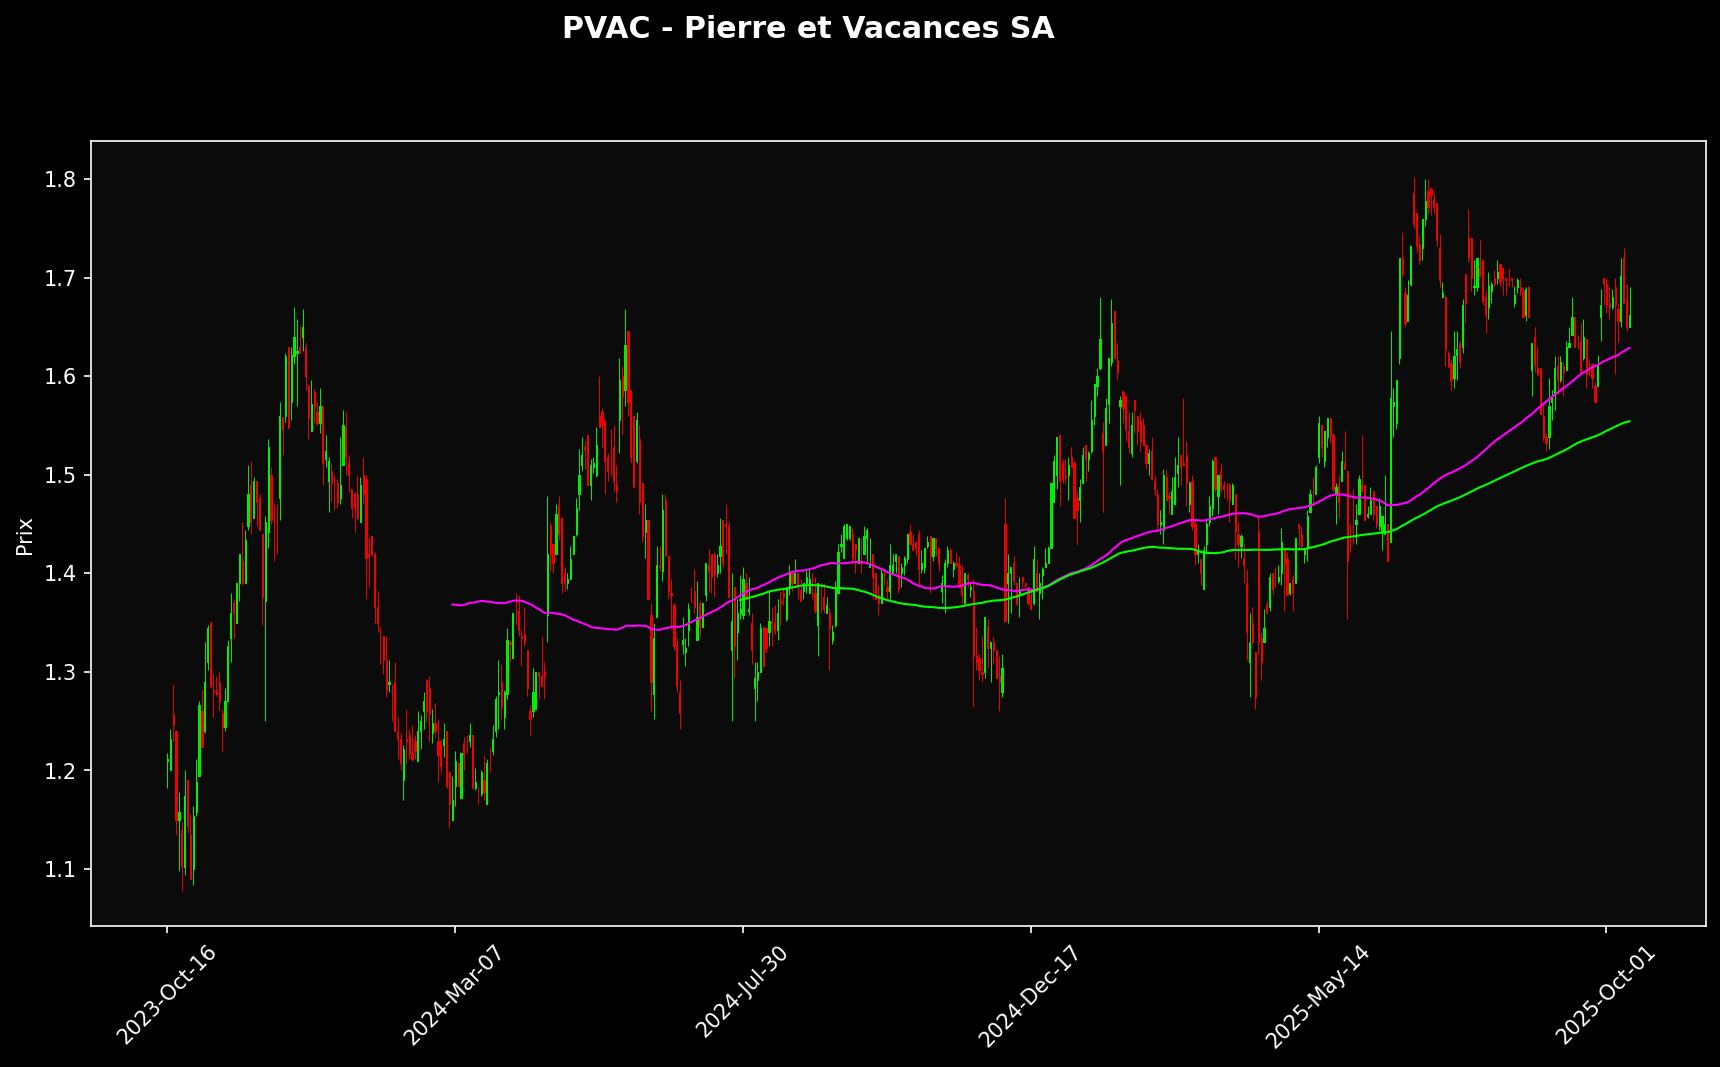 PVAC - Pierre et Vacances SA
Prix
1.8
1.7
1.6
1.5
1.4
1.3
1.2
1.1
2023-Oct-16
2024-Mar-07
2024-Jul-30
2024-Dec-17
2025-May-14
2025-Oct-01